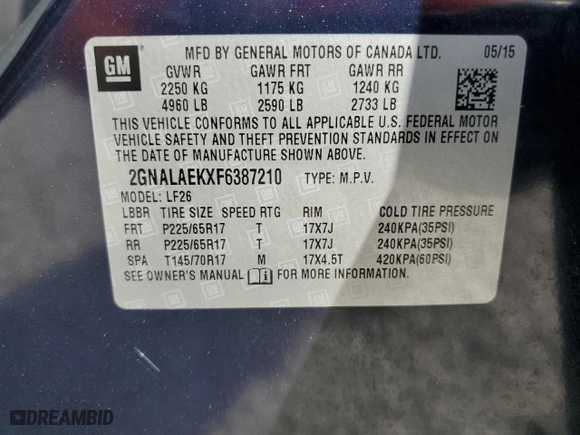 GM
MFD BY GENERAL MOTORS OF CANADA LTD. 05/15
GVWR GAWR FRT GAWR RR
2250 KG 1175 KG 1240 KG
4960 LB 2590 LB 2733 LB
THIS VEHICLE CONFORMS TO ALL APPLICABLE U.S. FEDERAL MOTOR
VEHICLE SAFETY AND THEFT PREVENTION STANDARDS IN EFFECT ON
THE DATE OF MANUFACTURE SHOWN ABOVE.
2GNALAEKXF6387210 TYPE: M.P.V.
MODEL: LF26
LBBR TIRE SIZE SPEED RTG RIM COLD TIRE PRESSURE
FRT P225/65R17 T 17X7J 240KPA(35PSI)
RR P225/65R17 T 17X7J 240KPA(35PSI)
SPA T145/70R17 M 17X4.5T 420KPA(60PSI)
SEE OWNER'S MANUAL FOR MORE INFORMATION
DREAMBID